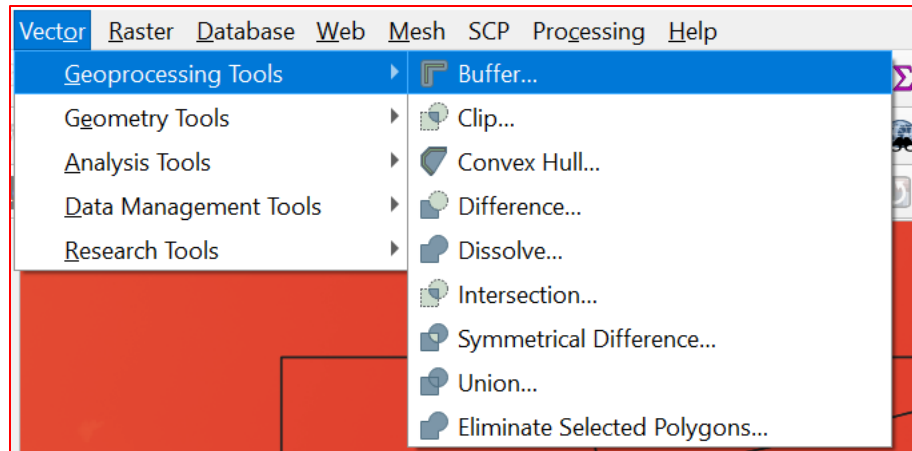 Vector Raster Database Web Mesh SCP Processing Help
Geoprocessing Tools
Geometry Tools
Analysis Tools
Data Management Tools
Research Tools
Buffer...
Clip...
Convex Hull...
Difference...
Dissolve...
Intersection...
Symmetrical Difference...
Union...
Eliminate Selected Polygons...
Σ